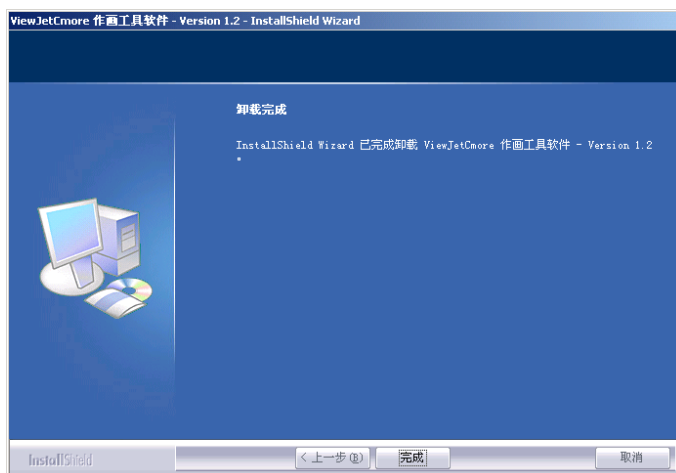 ViewJetCmore 作画工具软件 - Version 1.2 - InstallShield Wizard
卸载完成
InstallShield Wizard 已完成卸载 ViewJetCmore 作画工具软件 - Version 1.2
。
InstallShield
< 上一步(B)
完成
取消